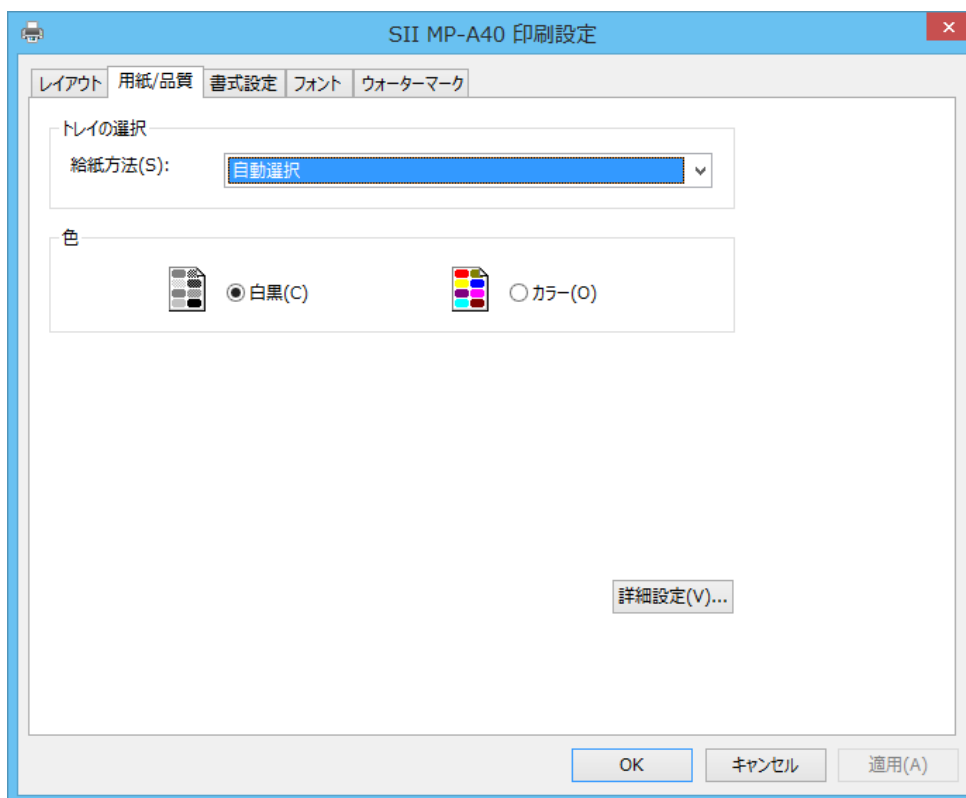 SII MP-A40 印刷設定
レイアウト 用紙/品質 書式設定 フォント ウォーターマーク
トレイの選択
給紙方法(S): 自動選択
色
白黒(C) カラー(O)
詳細設定(V)...
OK キャンセル 適用(A)